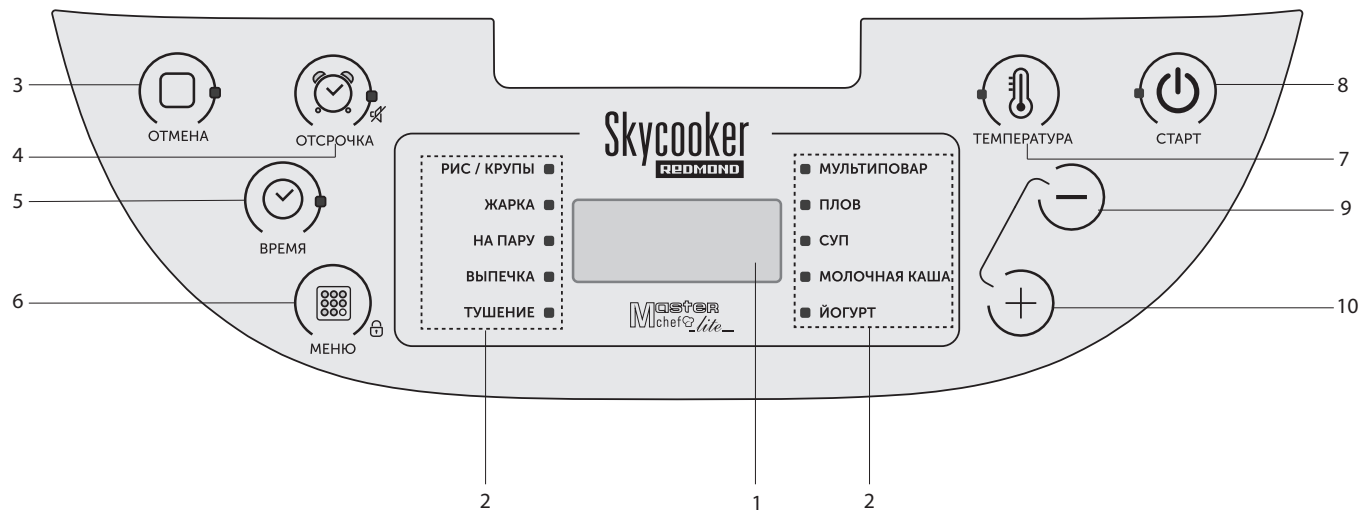 3
ОТМЕНА
ОТСРОЧКА
4
5
ВРЕМЯ
6
МЕНЮ
Skycooker
REDMOND
РИС / КРУПЫ
ЖАРКА
НА ПАРУ
ВЫПЕЧКА
ТУШЕНИЕ
Master
chef lite
МУЛЬТИПОВАР
ПЛОВ
СУП
МОЛОЧНАЯ КАША
ЙОГУРТ
ТЕМПЕРАТУРА
СТАРТ
8
7
9
10
2
1
2